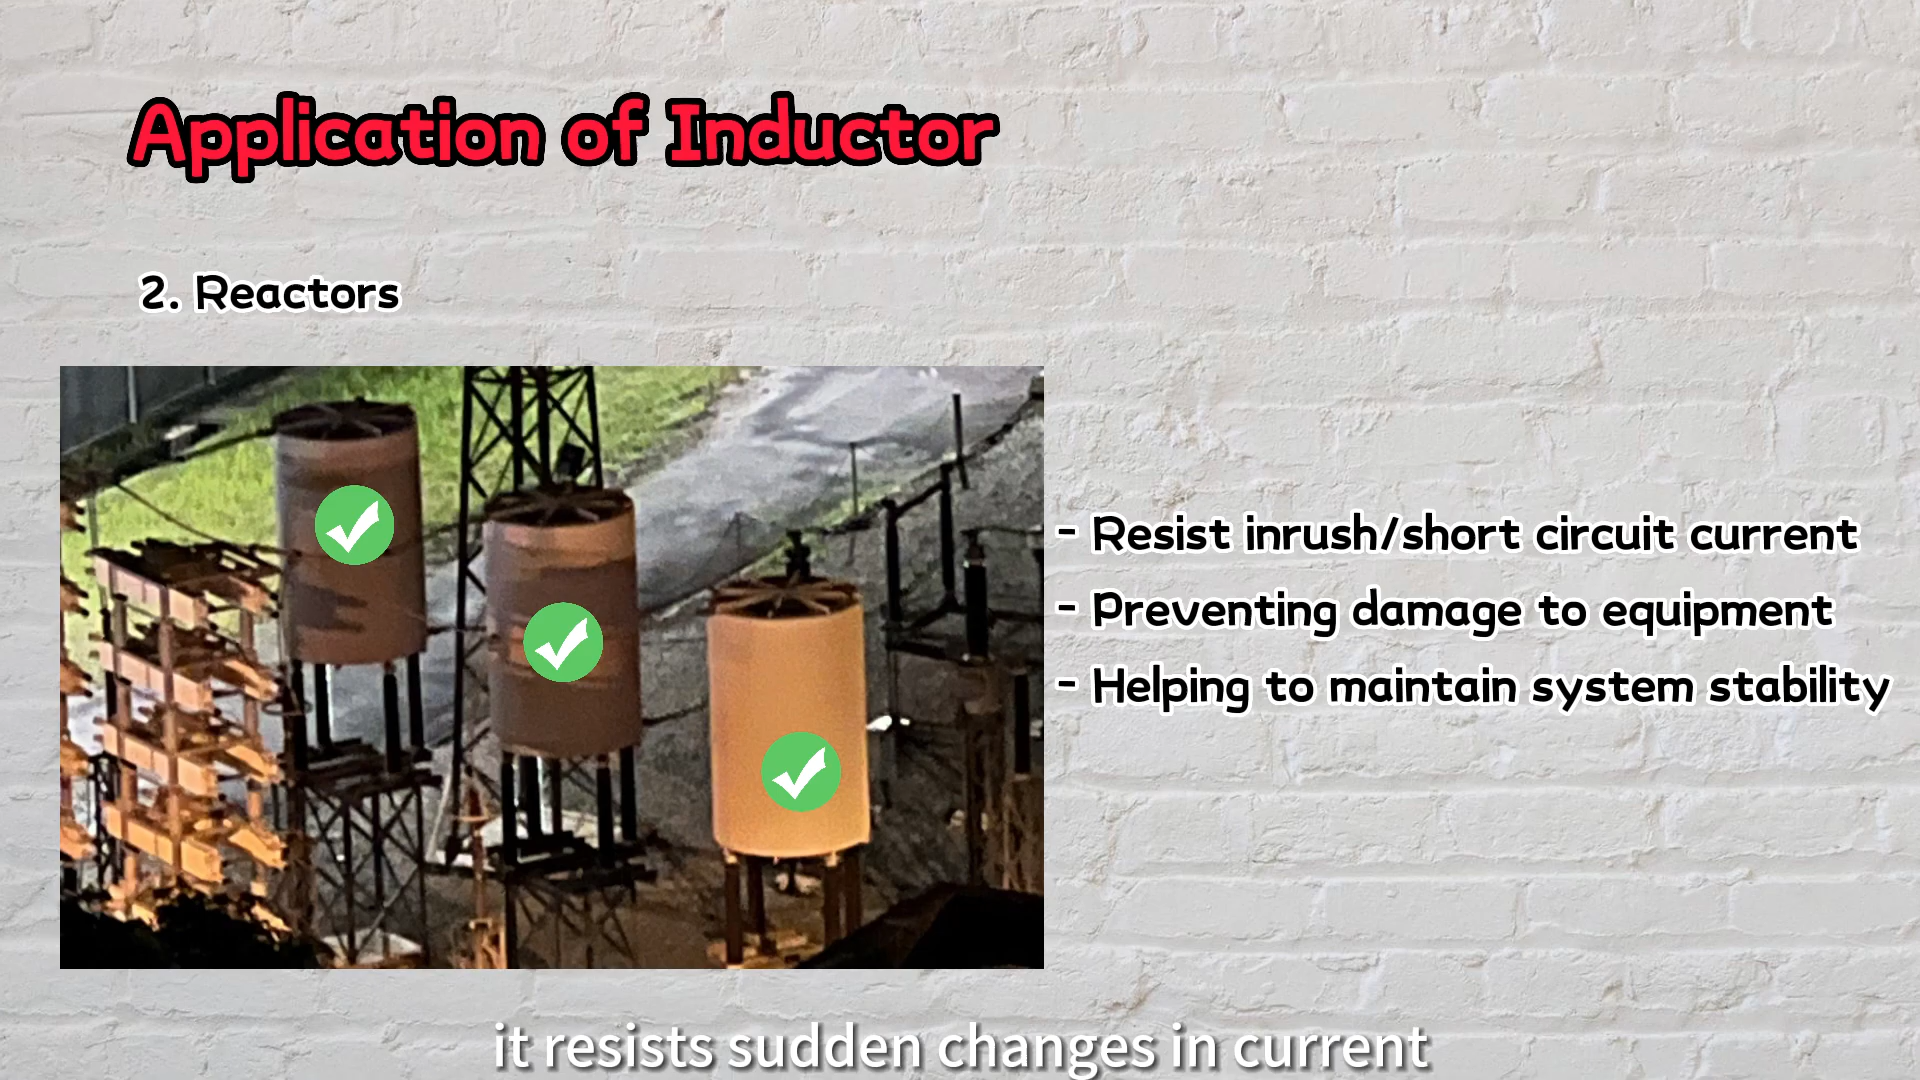 Application of Inductor
2. Reactors
- Resist inrush/short circuit current
- Preventing damage to equipment
- Helping to maintain system stability
it resists sudden changes in current